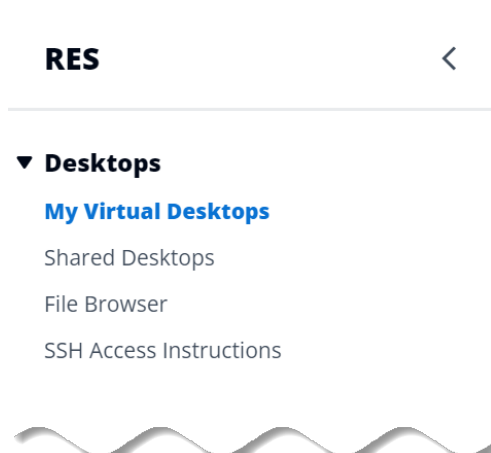 RES
Desktops
My Virtual Desktops
Shared Desktops
File Browser
SSH Access Instructions